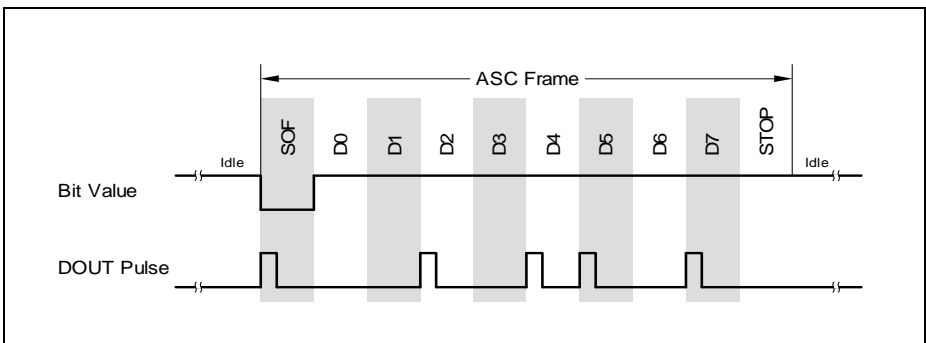 ASC Frame
SOF D0 D1 D2 D3 D4 D5 D6 D7 STOP
Idle Idle
Bit Value
DOUT Pulse